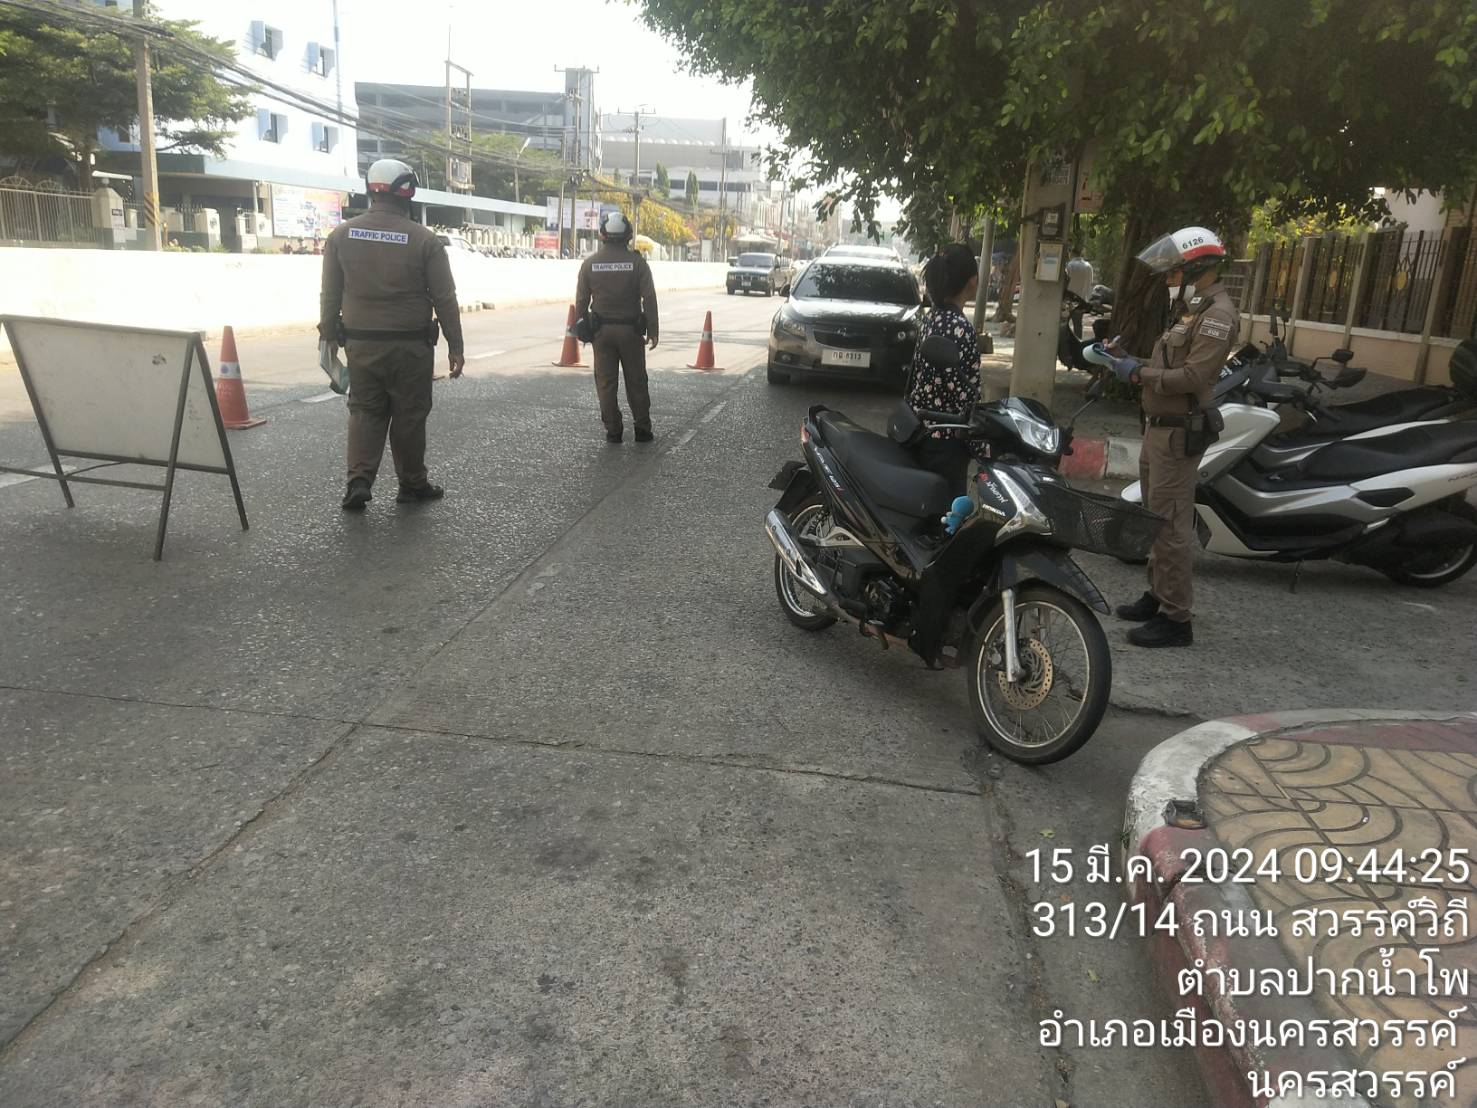 TRAFFIC POLICE
TRAFFIC POLICE
6126
6126
HONDA
15 มี.ค. 2024 09:44:25
313/14 ถนน สวรรค์วิถี
ตำบลปากน้ำโพ
อำเภอเมืองนครสวรรค์
นครสวรรค์